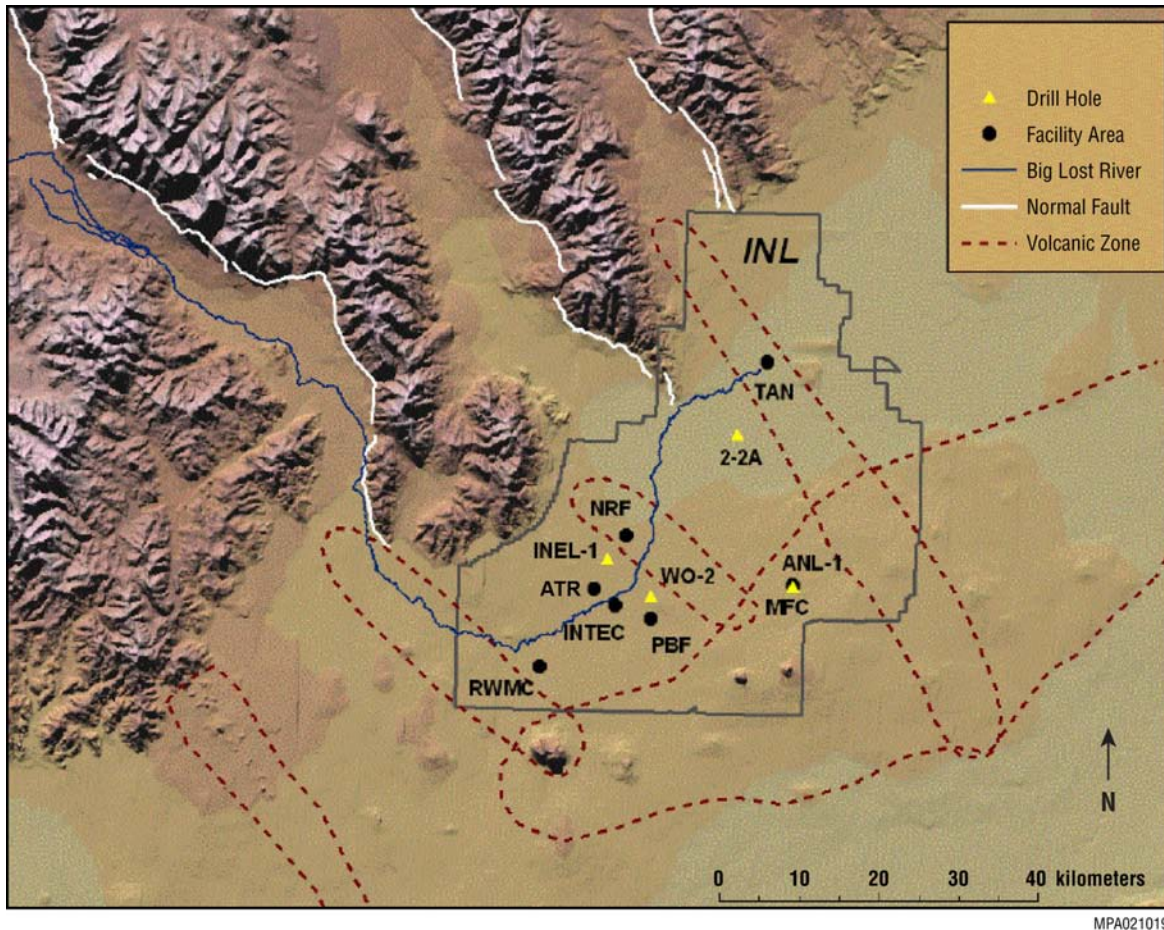 Drill Hole
Facility Area
Big Lost River
Normal Fault
Volcanic Zone
INL
TAN
2-2A
NRF
INEL-1
WO-2
ANL-1
ATR
MFC
INTEC
PBF
RWMC
N
0 10 20 30 40 kilometers
MPA021019